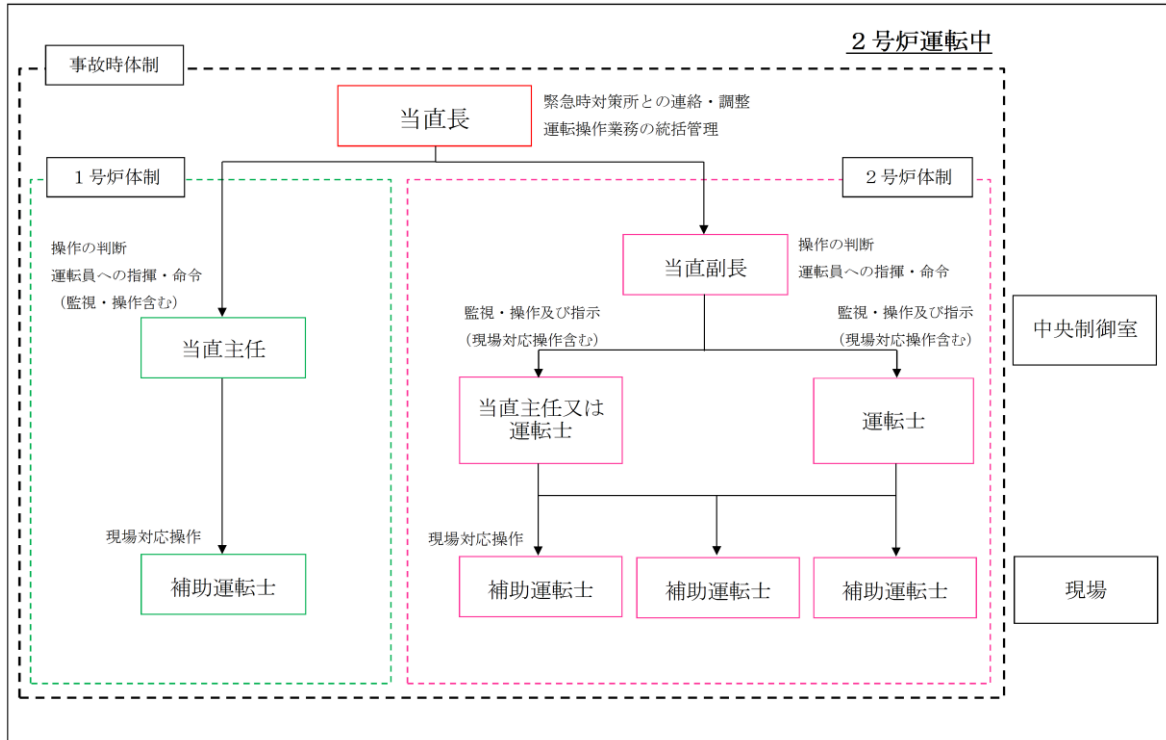 ２号炉運転中
事故時体制
当直長
緊急時対策所との連絡・調整
運転操作業務の統括管理
１号炉体制
２号炉体制
操作の判断
運転員への指揮・命令
（監視・操作含む）
当直主任
現場対応操作
補助運転士
当直副長
操作の判断
運転員への指揮・命令
監視・操作及び指示
(現場対応操作含む)
監視・操作及び指示
(現場対応操作含む)
当直主任又は
運転士
運転士
現場対応操作
補助運転士
補助運転士
補助運転士
中央制御室
現場